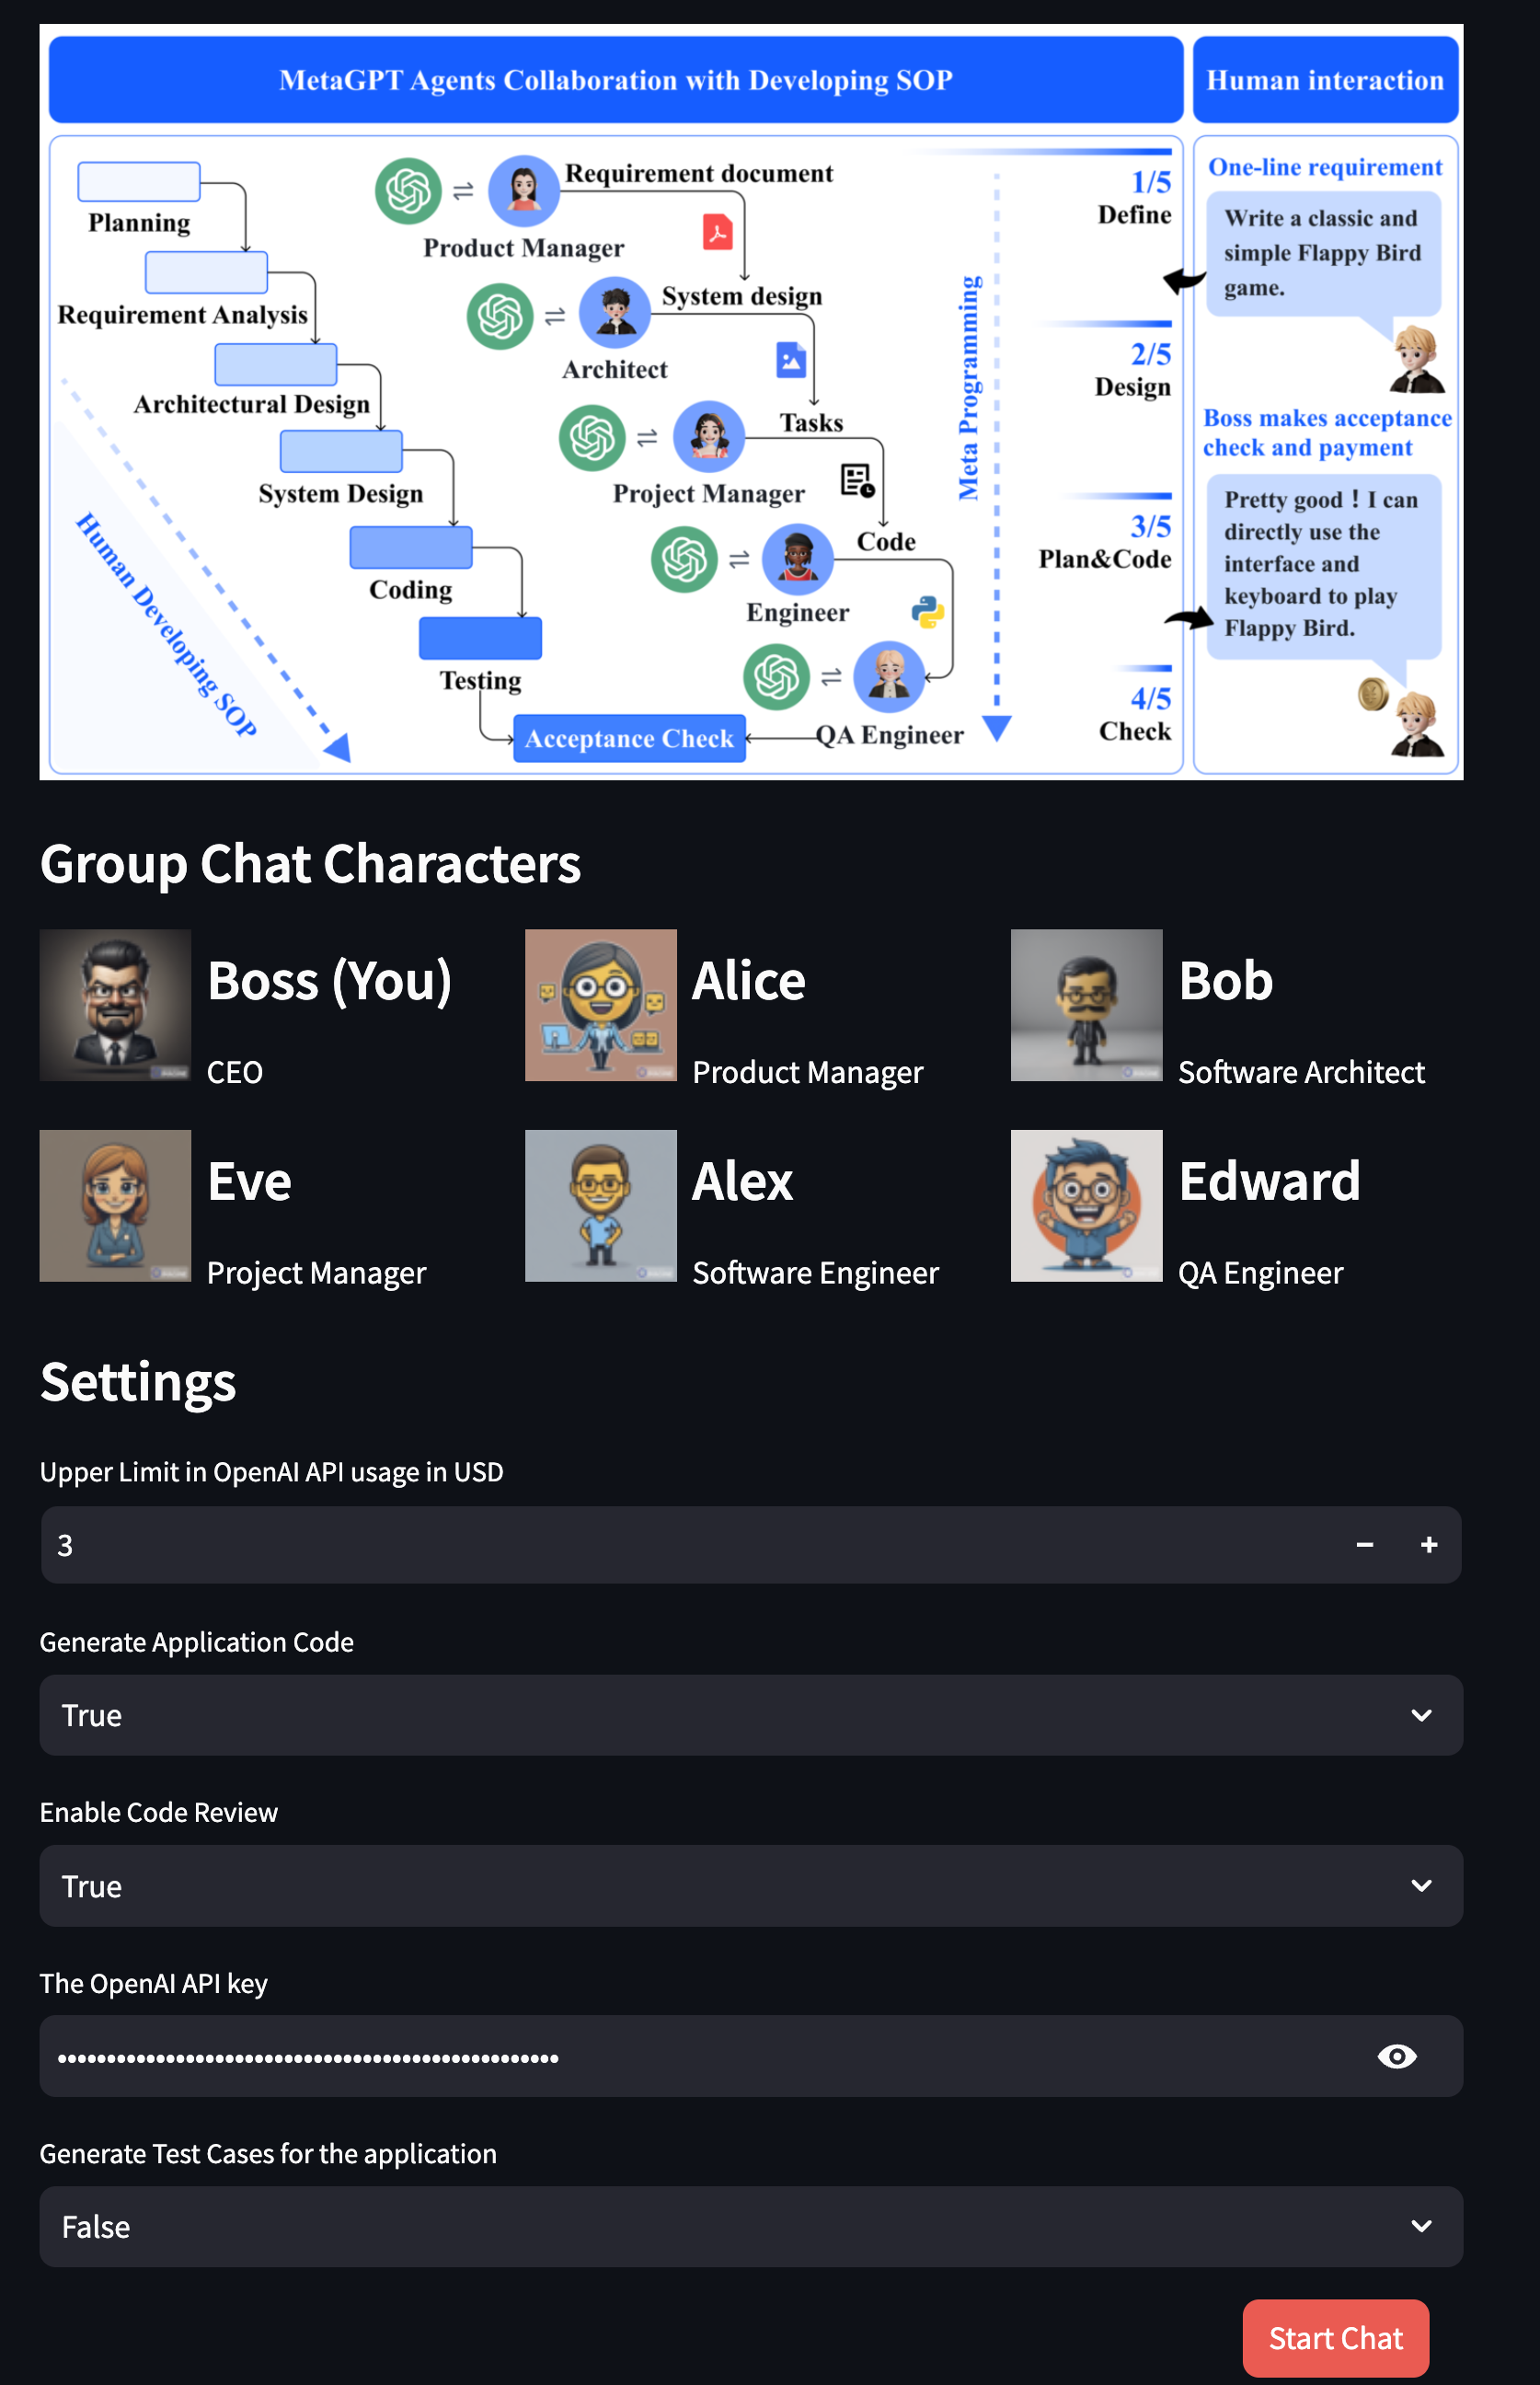 MetaGPT Agents Collaboration with Developing SOP
Human interaction
Planning
Requirement Analysis
Architectural Design
System Design
Coding
Testing
Acceptance Check
Human Developing SOP
Requirement document
Product Manager
System design
Architect
Tasks
Project Manager
Code
Engineer
QA Engineer
Meta Programming
1/5
Define
2/5
Design
3/5
Plan&Code
4/5
Check
One-line requirement
Write a classic and
simple Flappy Bird
game.
Boss makes acceptance
check and payment
Pretty good！I can
directly use the
interface and
keyboard to play
Flappy Bird.
Group Chat Characters
Boss (You)
CEO
Alice
Product Manager
Bob
Software Architect
Eve
Project Manager
Alex
Software Engineer
Edward
QA Engineer
Settings
Upper Limit in OpenAI API usage in USD
3
Generate Application Code
True
Enable Code Review
True
The OpenAI API key
Generate Test Cases for the application
False
Start Chat